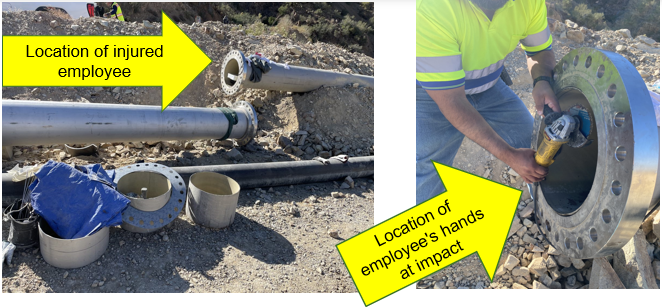 Location of injured
employee
Location of
employee's hands
at impact